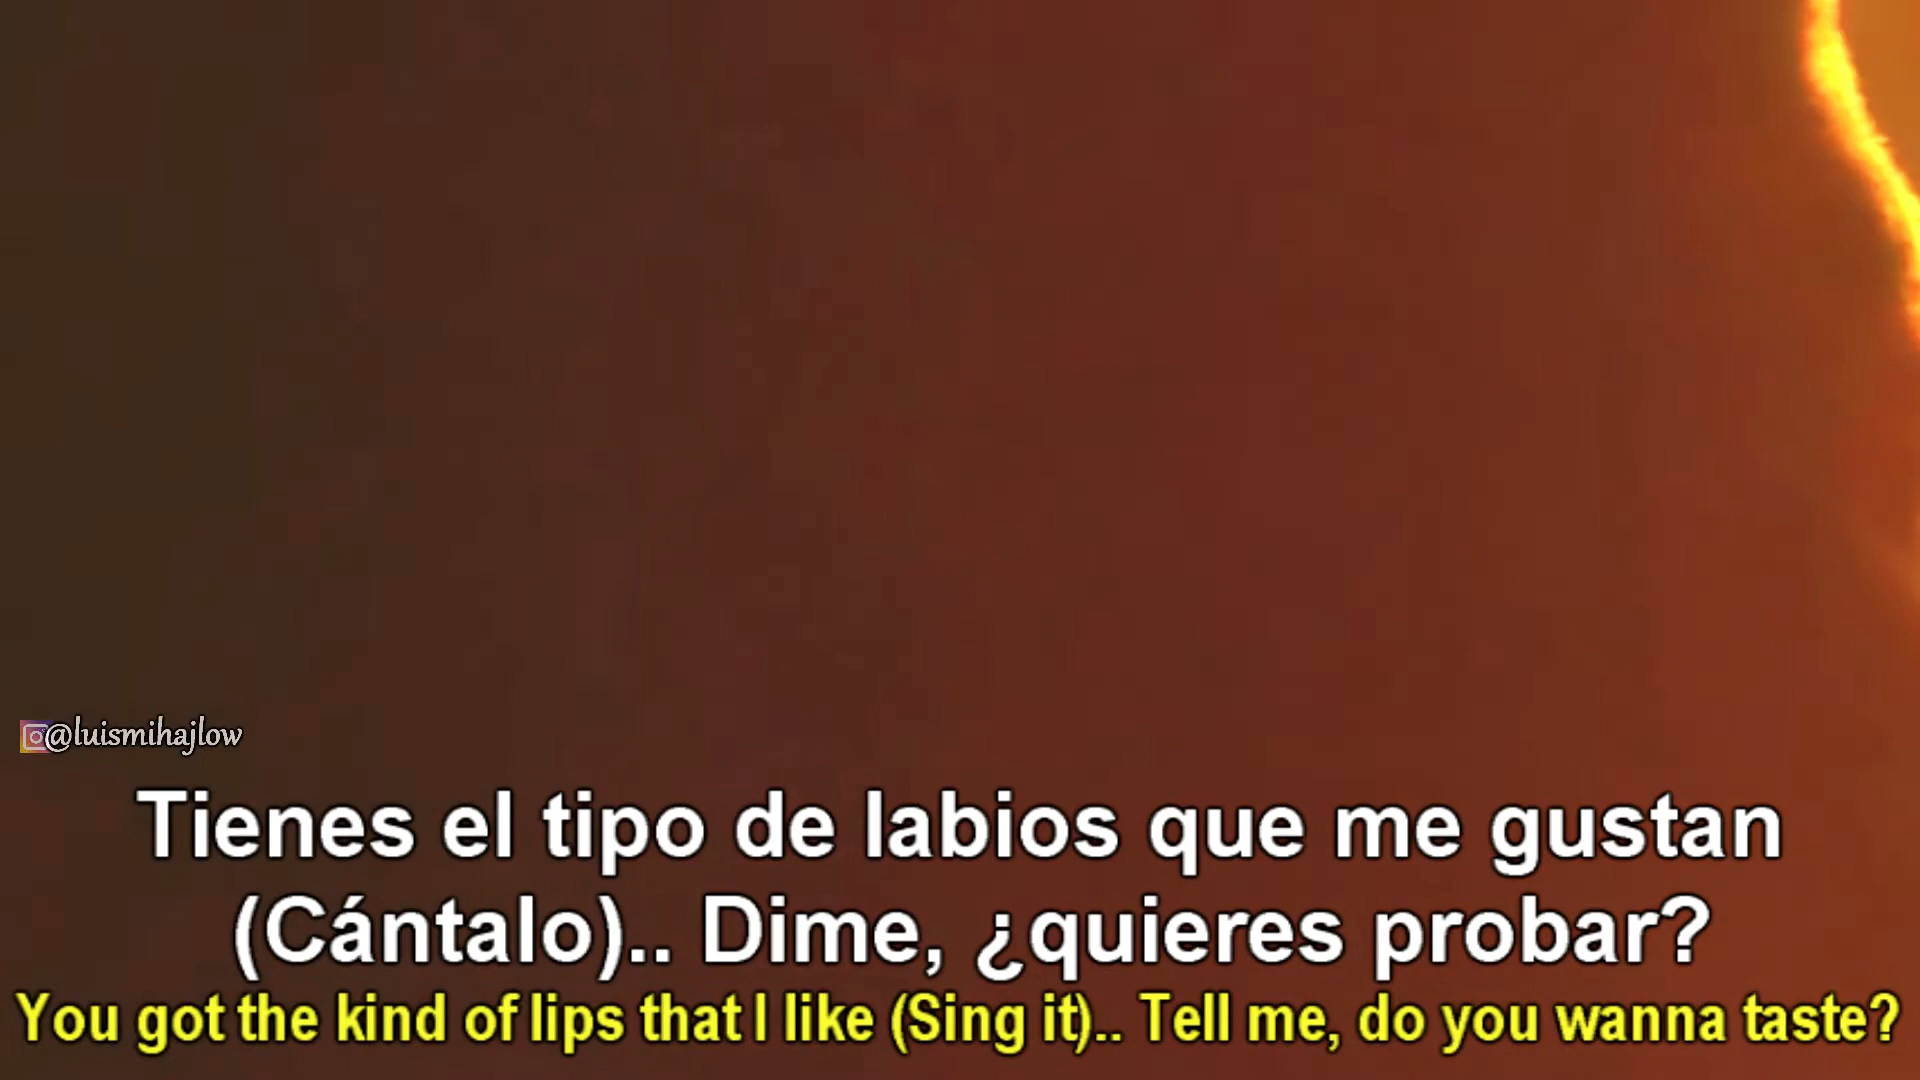 @luismihajlow
Tienes el tipo de labios que me gustan
(Cántalo).. Dime, ¿quieres probar?
You got the kind of lips that I like (Sing it).. Tell me, do you wanna taste?